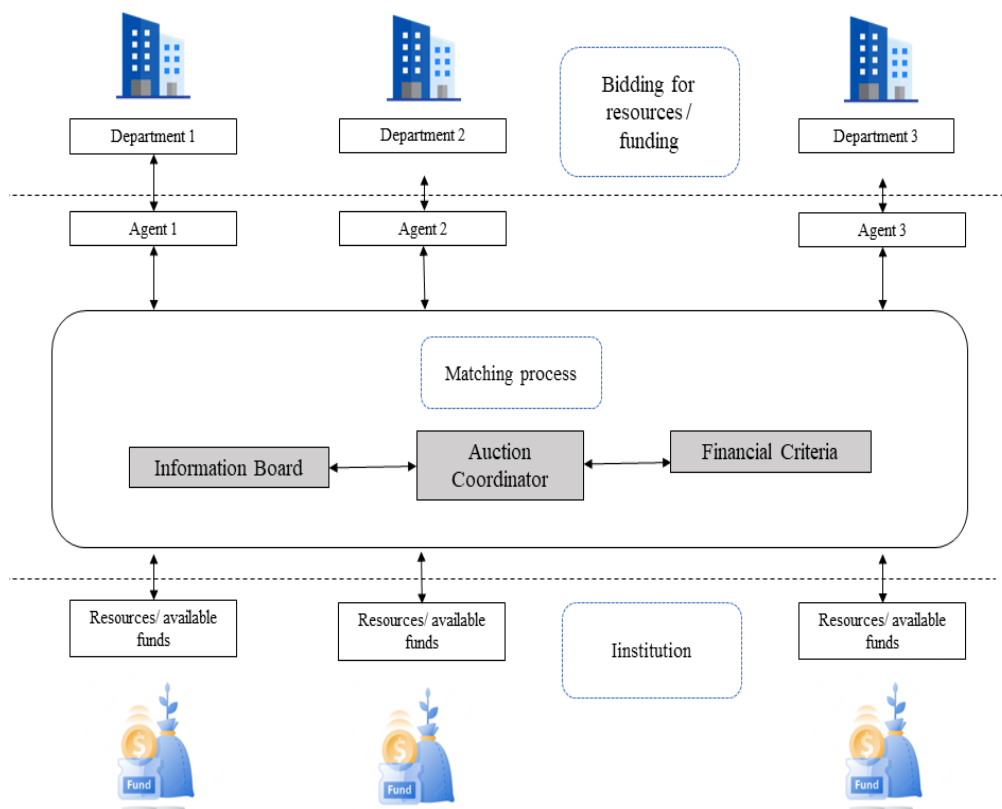 Bidding for
resources /
funding
Department 1
Department 2
Department 3
Agent 1
Agent 2
Agent 3
Matching process
Information Board
Auction
Coordinator
Financial Criteria
Resources/ available
funds
Resources/ available
funds
Iinstitution
Resources/ available
funds
$
Fund
$
Fund
$
Fund